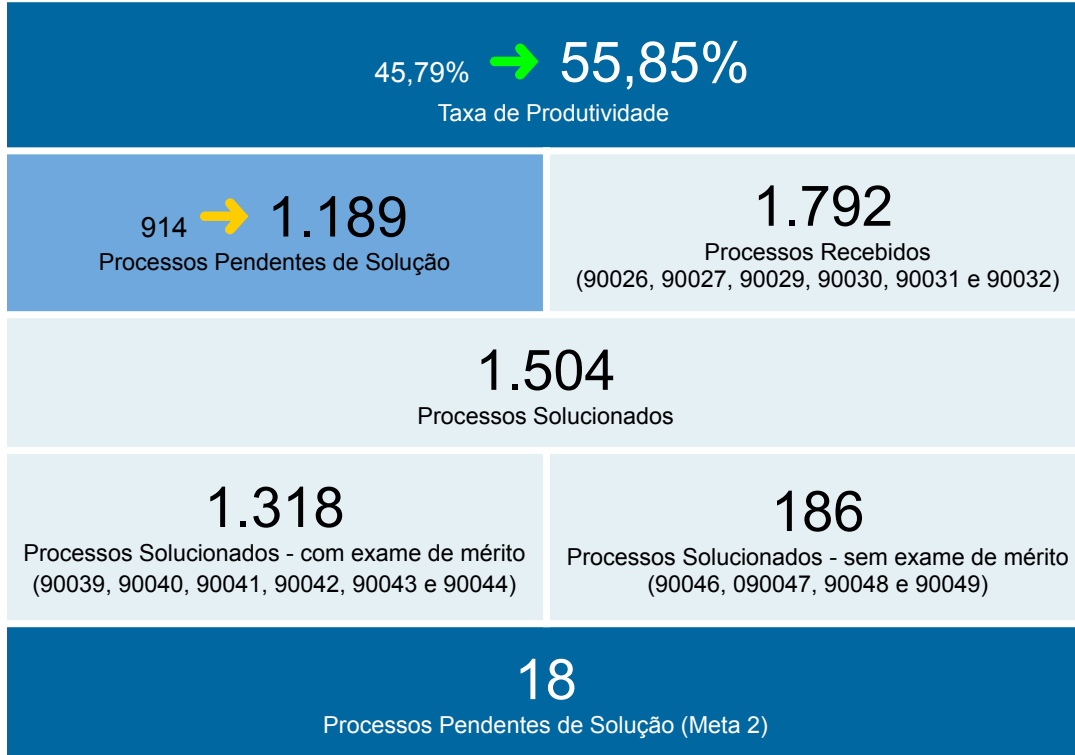 45,79% ➜ 55,85%
Taxa de Produtividade
914 ➜ 1.189
Processos Pendentes de Solução
1.792
Processos Recebidos
(90026, 90027, 90029, 90030, 90031 e 90032)
1.504
Processos Solucionados
1.318
Processos Solucionados - com exame de mérito
(90039, 90040, 90041, 90042, 90043 e 90044)
186
Processos Solucionados - sem exame de mérito
(90046, 090047, 90048 e 90049)
18
Processos Pendentes de Solução (Meta 2)